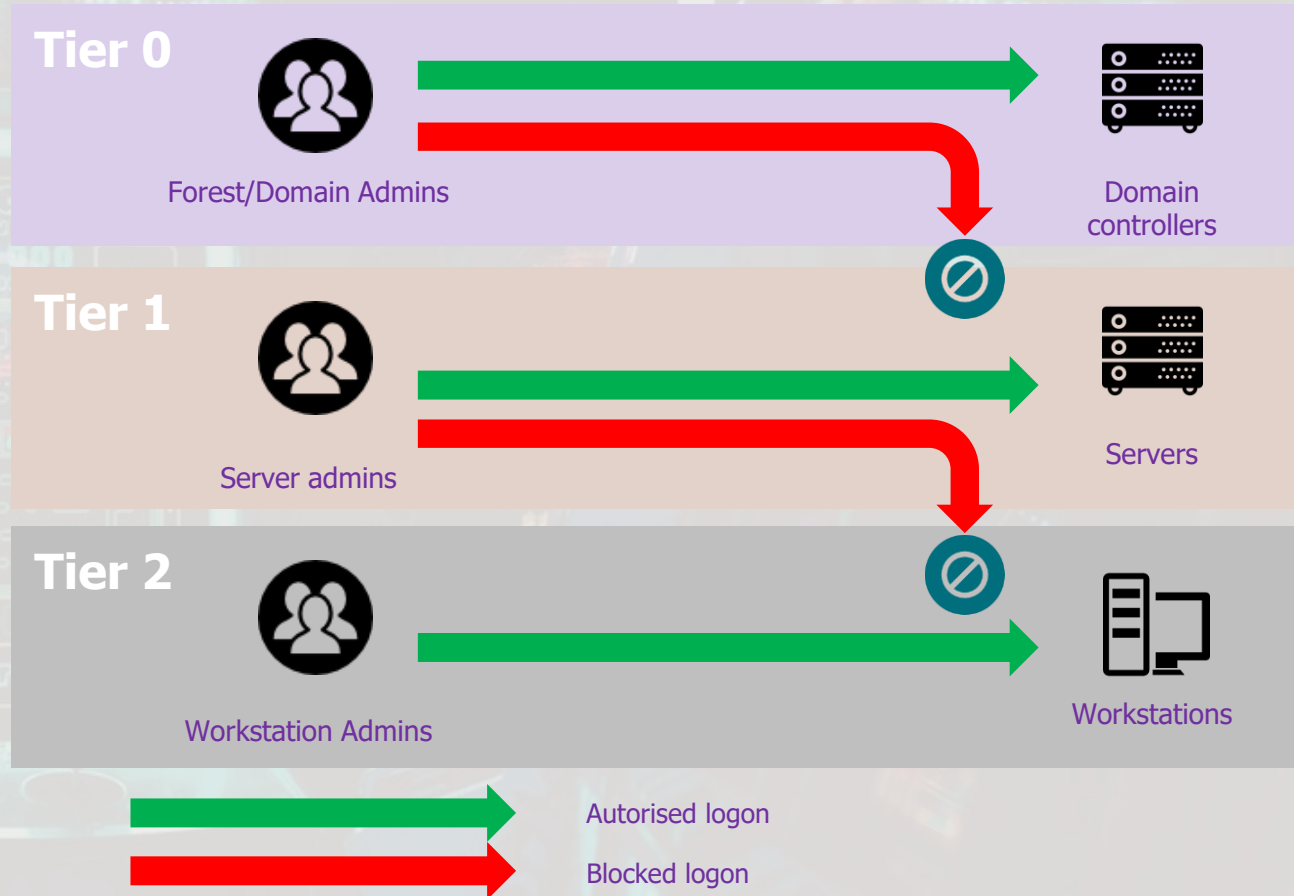 Tier 0
Forest/Domain Admins
Domain
controllers
Tier 1
Server admins
Servers
Tier 2
Workstation Admins
Workstations
Autorised logon
Blocked logon